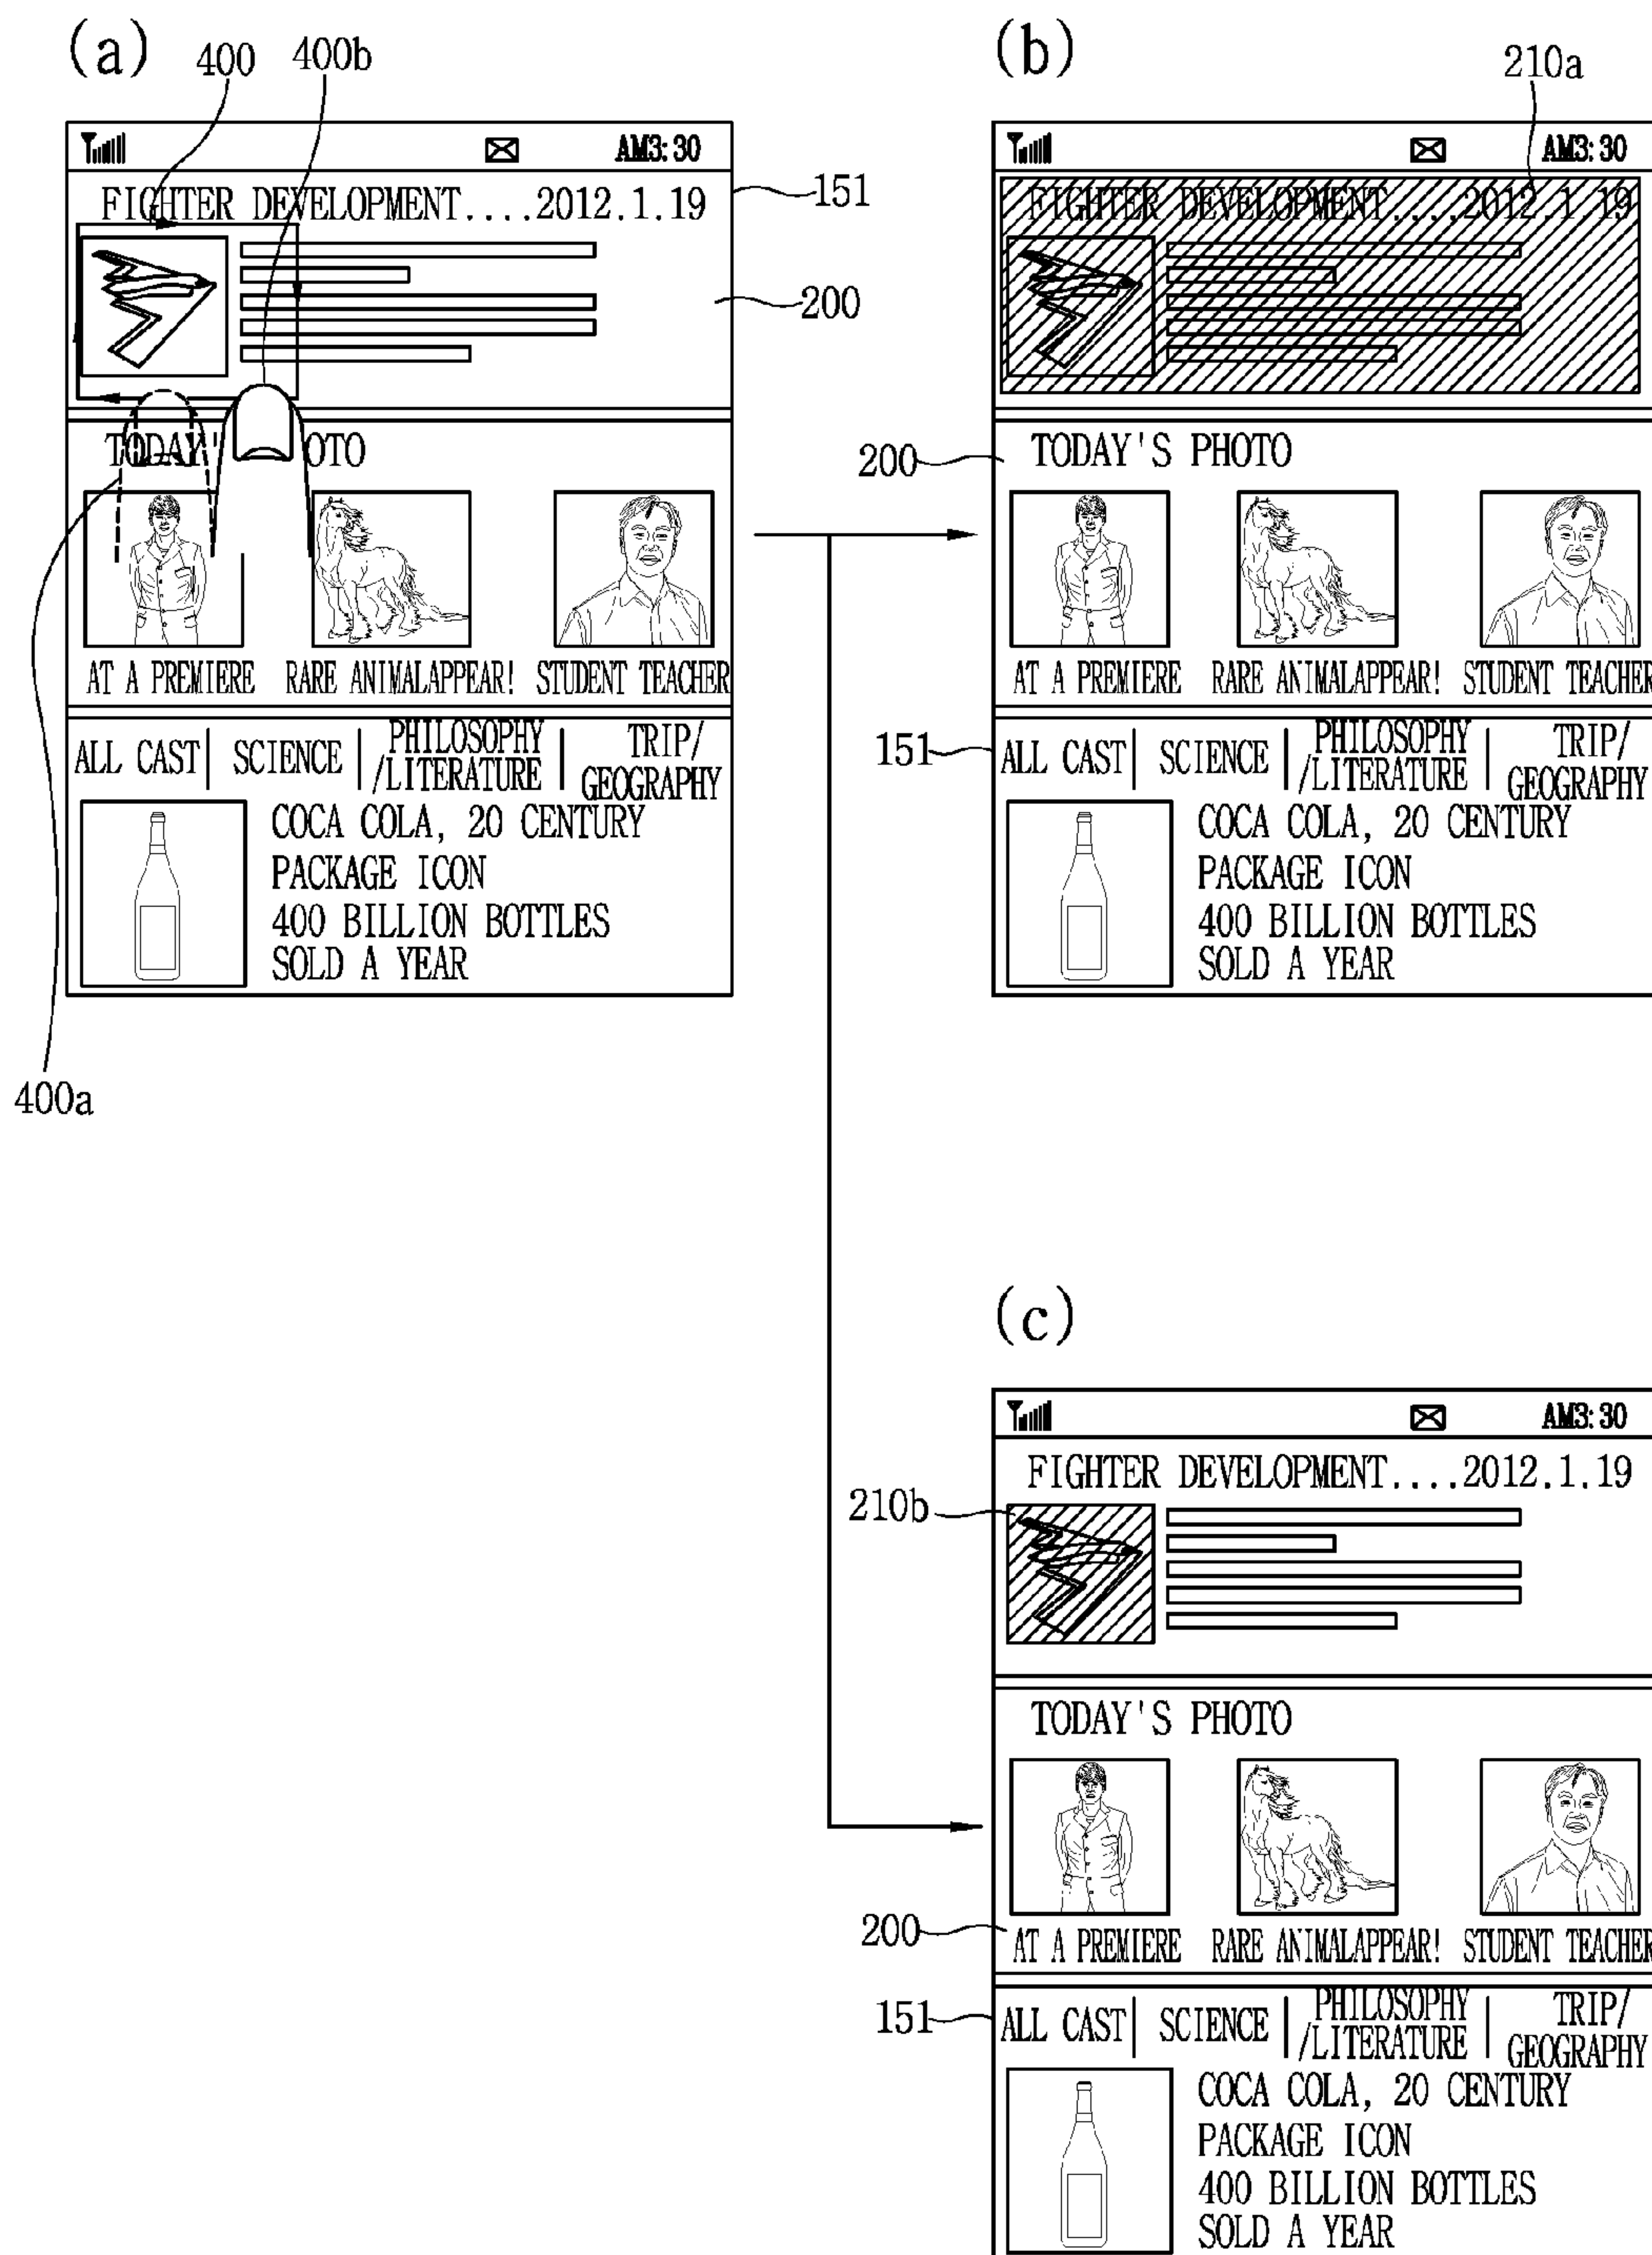 (a)
400
400b
AM3:30
FIGHTER DEVELOPMENT....2012.1.19
151
200
TODAY' OTO
AT A PREMIERE
RARE ANIMALAPPEAR!
STUDENT TEACHER
ALL CAST
SCIENCE
PHILOSOPHY
/LITERATURE
TRIP/
GEOGRAPHY
COCA COLA, 20 CENTURY
PACKAGE ICON
400 BILLION BOTTLES
SOLD A YEAR
400a
(b)
210a
AM3:30
FIGHTER DEVELOPMENT....2012.1.19
200
TODAY'S PHOTO
AT A PREMIERE
RARE ANIMALAPPEAR!
STUDENT TEACHER
151
ALL CAST
SCIENCE
PHILOSOPHY
/LITERATURE
TRIP/
GEOGRAPHY
COCA COLA, 20 CENTURY
PACKAGE ICON
400 BILLION BOTTLES
SOLD A YEAR
(c)
AM3:30
FIGHTER DEVELOPMENT....2012.1.19
210b
TODAY'S PHOTO
200
AT A PREMIERE
RARE ANIMALAPPEAR!
STUDENT TEACHER
151
ALL CAST
SCIENCE
PHILOSOPHY
/LITERATURE
TRIP/
GEOGRAPHY
COCA COLA, 20 CENTURY
PACKAGE ICON
400 BILLION BOTTLES
SOLD A YEAR